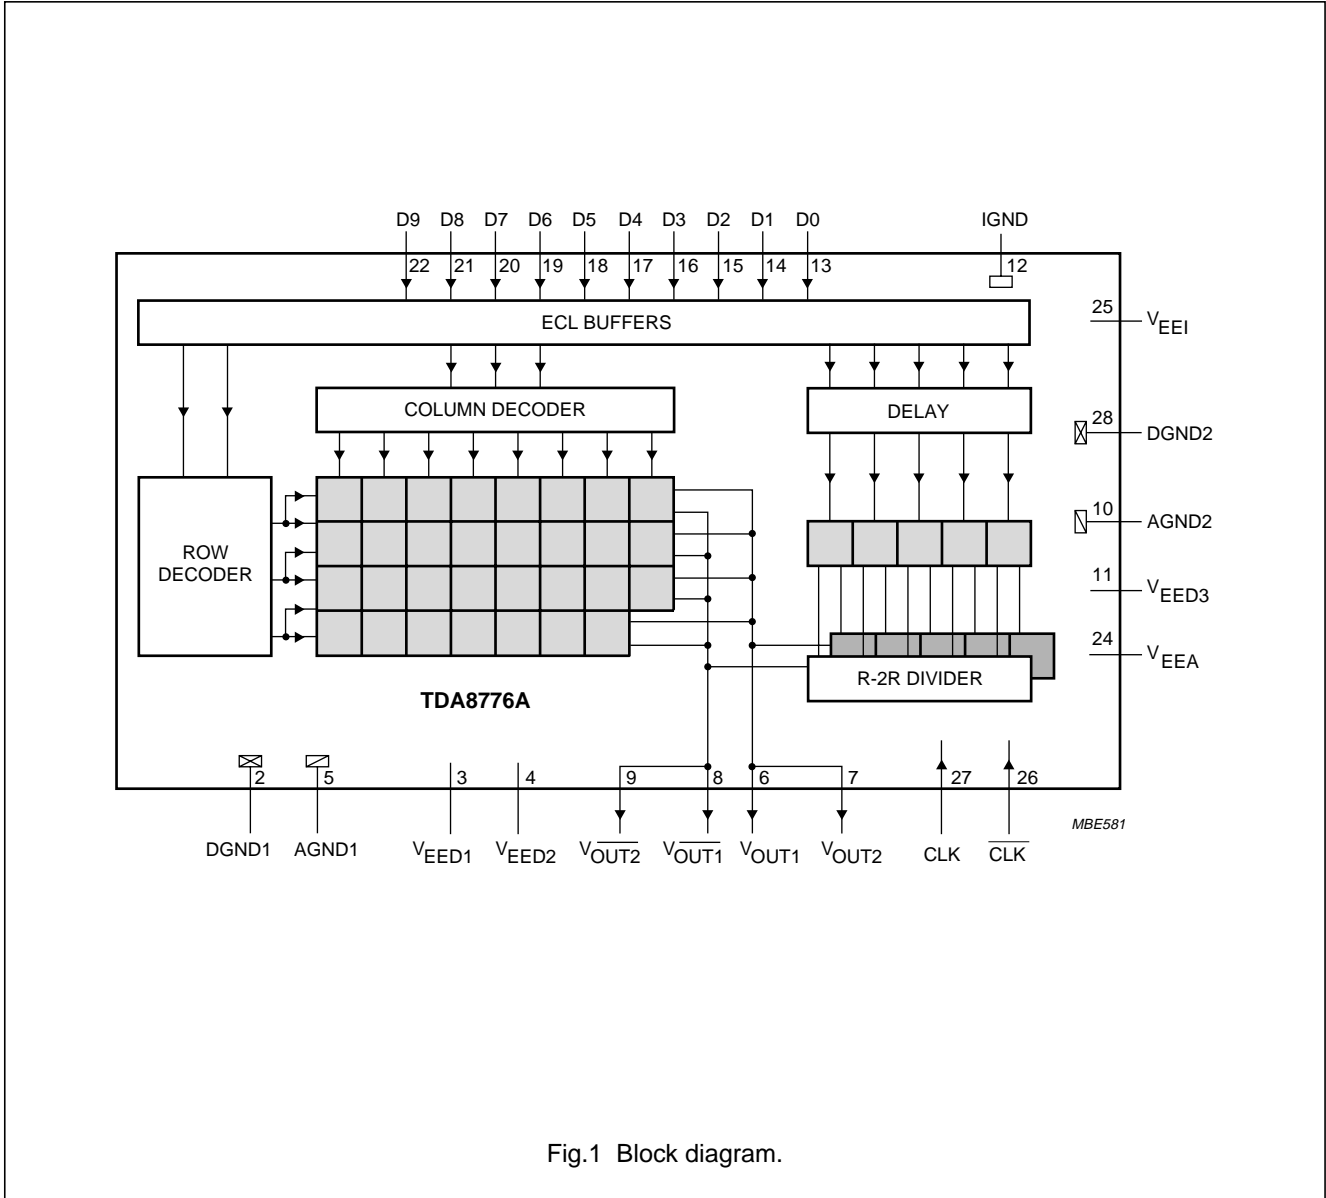 D9 D8 D7 D6 D5 D4 D3 D2 D1 D0 IGND
22 21 20 19 18 17 16 15 14 13 12
ECL BUFFERS
25 VEEI
COLUMN DECODER
DELAY
28 DGND2
10 AGND2
ROW
DECODER
11 VEED3
24 VEEA
R-2R DIVIDER
TDA8776A
2 5 3 4 9 8 6 7 27 26
MBE581
DGND1 AGND1 VEED1 VEED2 VOUT2 VOUT1 VOUT1 VOUT2 CLK CLK
Fig.1 Block diagram.